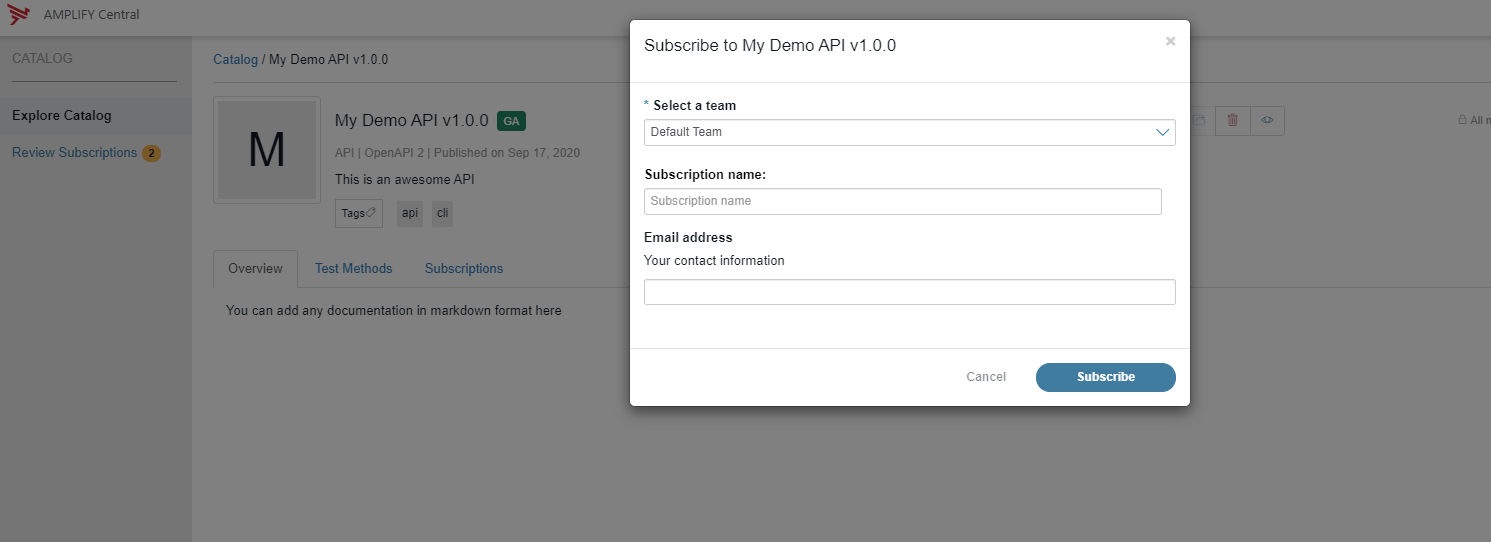 AMPLIFY Central
CATALOG
Explore Catalog
Review Subscriptions 2
Catalog / My Demo API v1.0.0
M
My Demo API v1.0.0 GA
API | OpenAPI 2 | Published on Sep 17, 2020
This is an awesome API
Tags
api
cli
All
Overview
Test Methods
Subscriptions
You can add any documentation in markdown format here
Subscribe to My Demo API v1.0.0
×
* Select a team
Default Team
Subscription name:
Subscription name
Email address
Your contact information
Cancel
Subscribe